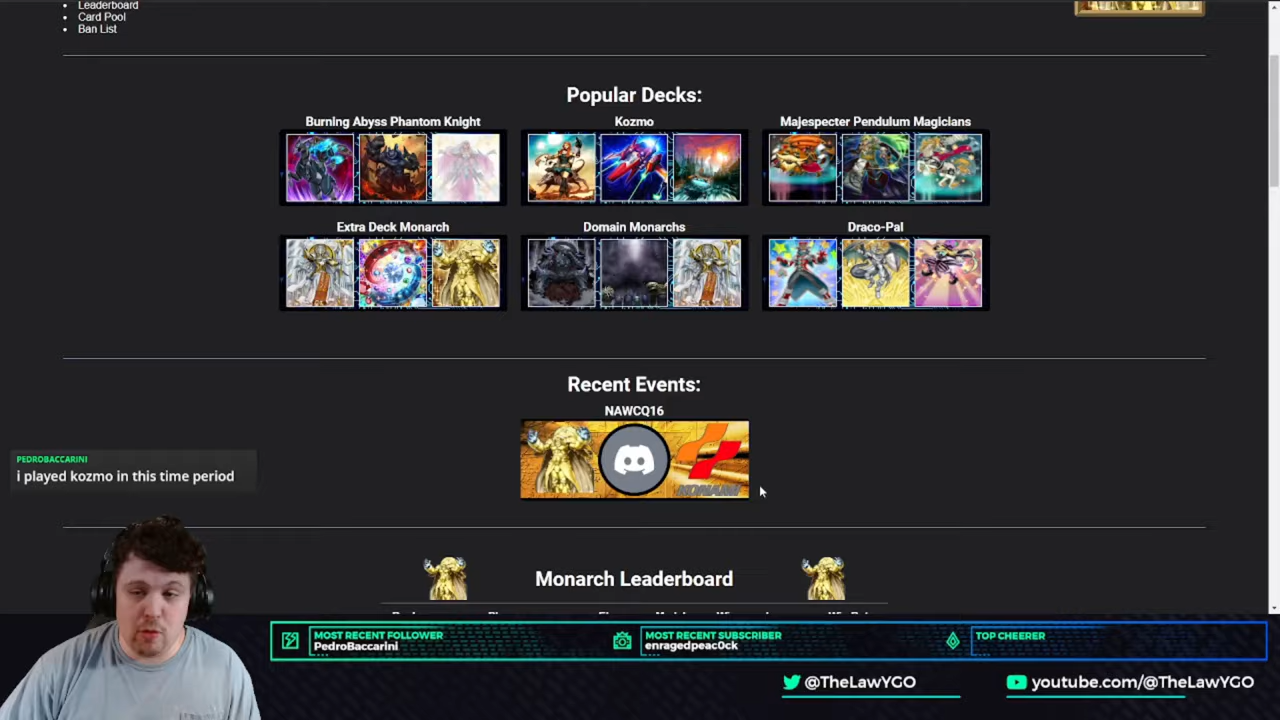 Leaderboard
Card Pool
Ban List
Popular Decks:
Burning Abyss Phantom Knight
Kozmo
Majespecter Pendulum Magicians
Extra Deck Monarch
Domain Monarchs
Draco-Pal
Recent Events:
NAWCQ16
KONAMI
PEDROBACCARINI
i played kozmo in this time period
Monarch Leaderboard
MOST RECENT FOLLOWER
PedroBaccarini
MOST RECENT SUBSCRIBER
enragedpeac0ck
TOP CHEERER
@TheLawYGO
youtube.com/@TheLawYGO